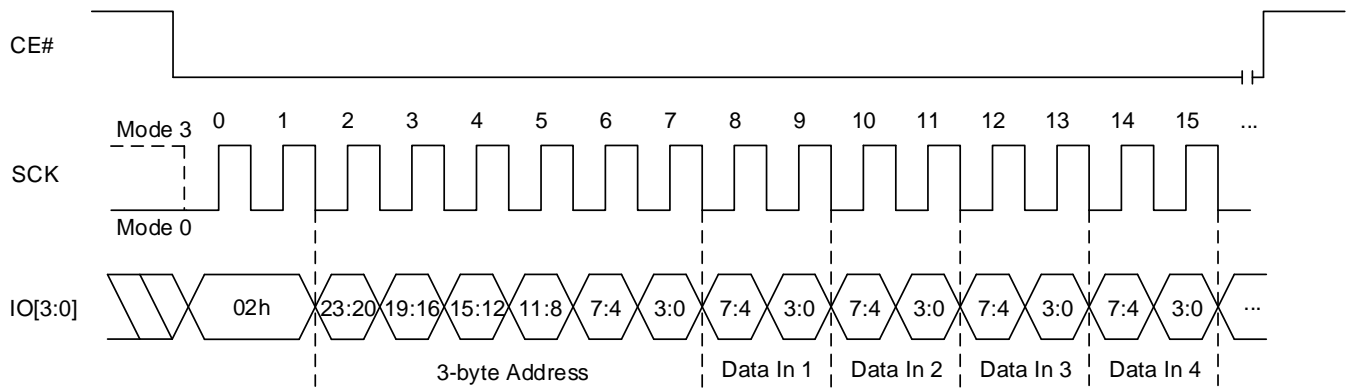 CE#
Mode 3 0 1 2 3 4 5 6 7 8 9 10 11 12 13 14 15 ...
SCK
Mode 0
IO[3:0] 02h 23:20 19:16 15:12 11:8 7:4 3:0 7:4 3:0 7:4 3:0 7:4 3:0 7:4 3:0 ...
3-byte Address Data In 1 Data In 2 Data In 3 Data In 4